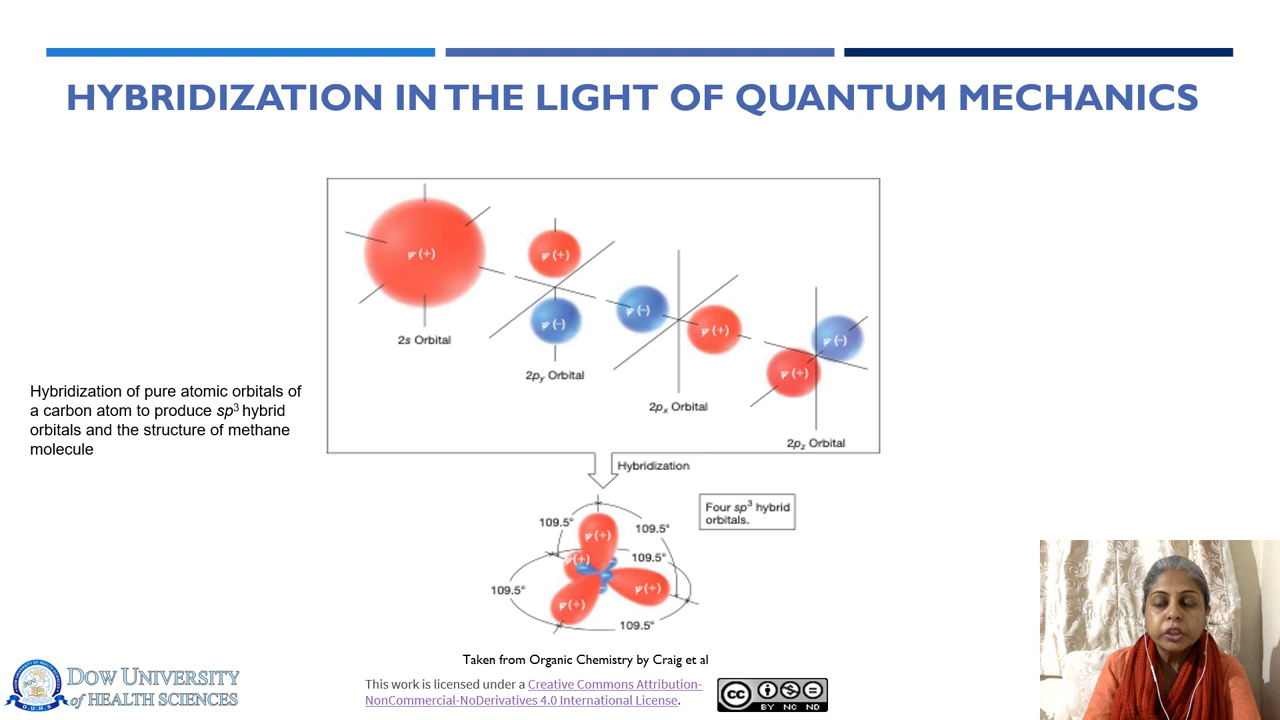 HYBRIDIZATION IN THE LIGHT OF QUANTUM MECHANICS
ψ (+)
ψ (+)
ψ (–)
2s Orbital
2py Orbital
ψ (–)
ψ (+)
2px Orbital
ψ (–)
ψ (+)
2pz Orbital
Hybridization of pure atomic orbitals of
a carbon atom to produce sp³ hybrid
orbitals and the structure of methane
molecule
Hybridization
Four sp³ hybrid
orbitals.
109.5°
109.5°
109.5°
109.5°
109.5°
ψ (+)
ψ (+)
ψ (+)
ψ (+)
Taken from Organic Chemistry by Craig et al
This work is licensed under a Creative Commons Attribution-
NonCommercial-NoDerivatives 4.0 International License.
cc
BY NC ND
DOW UNIVERSITY
of HEALTH SCIENCES